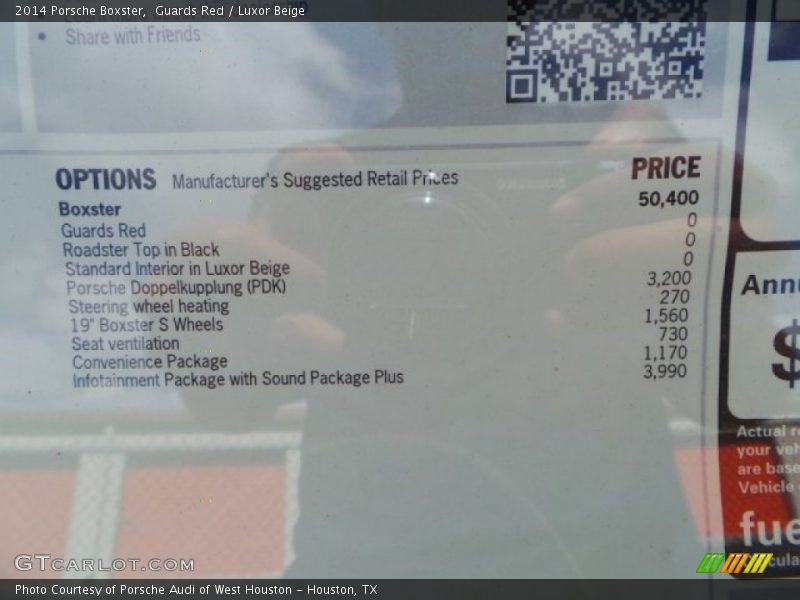 2014 Porsche Boxster,  Guards Red / Luxor Beige
• Share with Friends
OPTIONS Manufacturer's Suggested Retail Prices PRICE
Boxster 50,400
Guards Red 0
Roadster Top in Black 0
Standard Interior in Luxor Beige 0
Porsche Doppelkupplung (PDK) 3,200
Steering wheel heating 270
19" Boxster S Wheels 1,560
Seat ventilation 730
Convenience Package 1,170
Infotainment Package with Sound Package Plus 3,990
Annu
$
Actual re
your veh
are base
Vehicle
fue
GTCARLOT.COM
Photo Courtesy of Porsche Audi of West Houston – Houston, TX